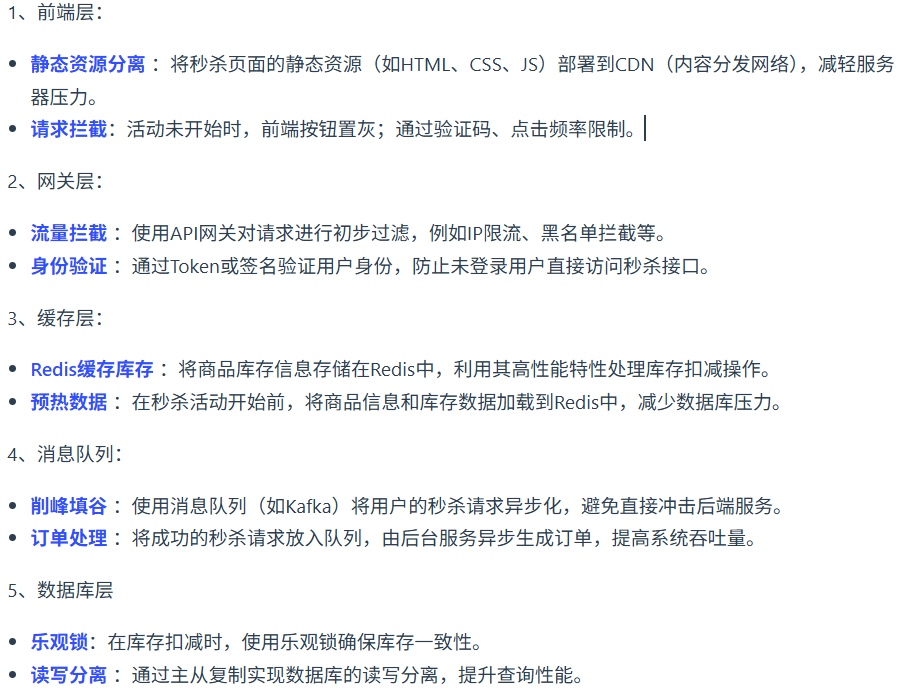 1、前端层：
静态资源分离 ：将秒杀页面的静态资源（如HTML、CSS、JS）部署到CDN（内容分发网络），减轻服务
器压力。
请求拦截：活动未开始时，前端按钮置灰；通过验证码、点击频率限制。
2、网关层：
流量拦截 ：使用API网关对请求进行初步过滤，例如IP限流、黑名单拦截等。
身份验证 ：通过Token或签名验证用户身份，防止未登录用户直接访问秒杀接口。
3、缓存层：
Redis缓存库存 ：将商品库存信息存储在Redis中，利用其高性能特性处理库存扣减操作。
预热数据 ：在秒杀活动开始前，将商品信息和库存数据加载到Redis中，减少数据库压力。
4、消息队列：
削峰填谷 ：使用消息队列（如Kafka）将用户的秒杀请求异步化，避免直接冲击后端服务。
订单处理 ：将成功的秒杀请求放入队列，由后台服务异步生成订单，提高系统吞吐量。
5、数据库层
乐观锁：在库存扣减时，使用乐观锁确保库存一致性。
读写分离 ：通过主从复制实现数据库的读写分离，提升查询性能。